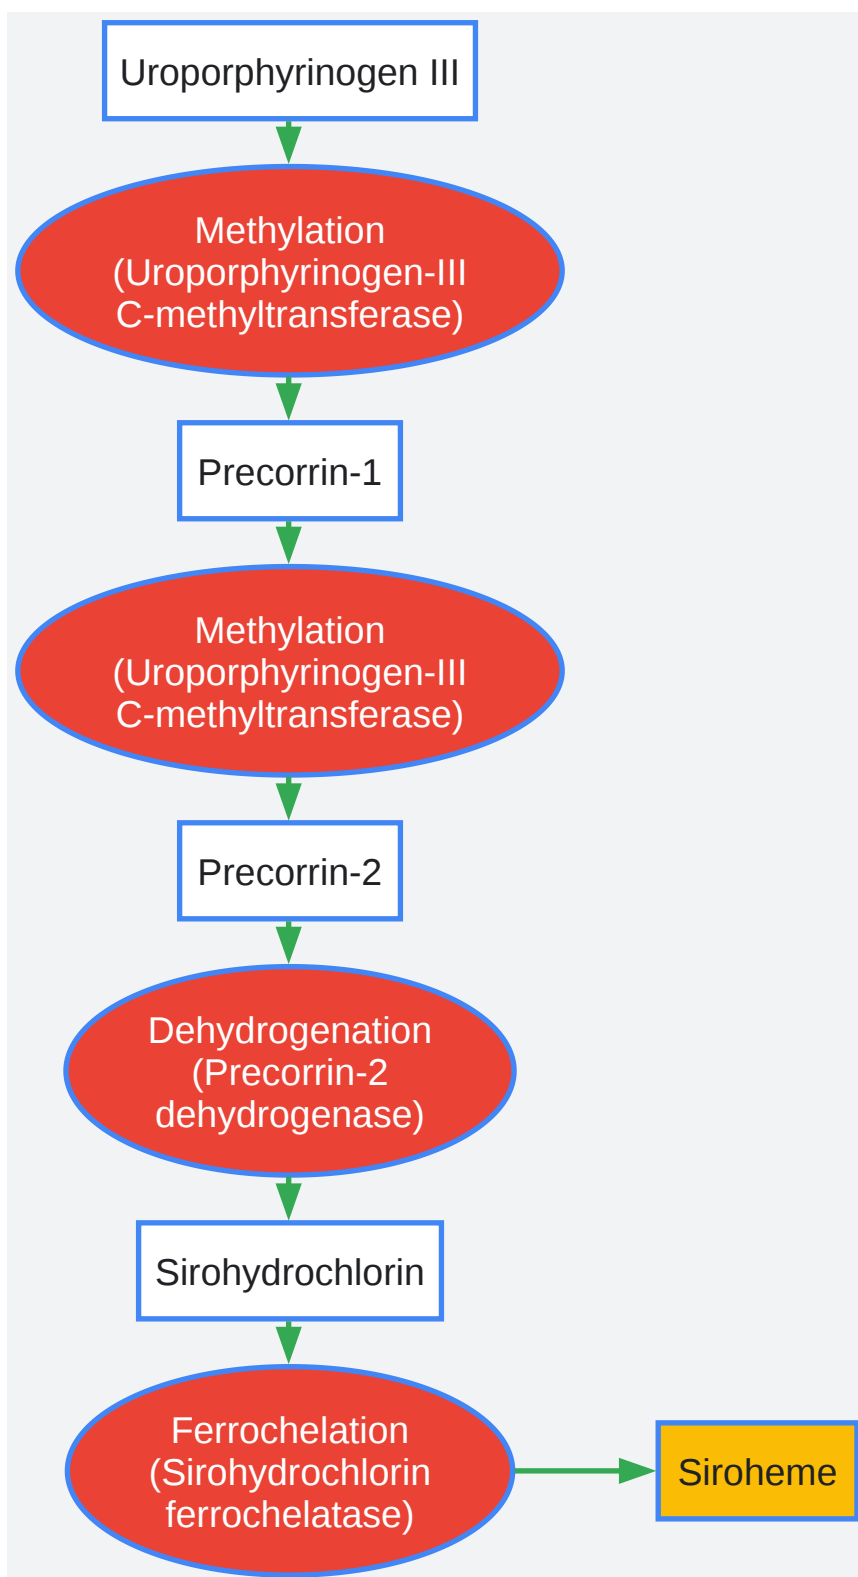 Uroporphyrinogen III
Methylation
(Uroporphyrinogen-III
C-methyltransferase)
Precorrin-1
Methylation
(Uroporphyrinogen-III
C-methyltransferase)
Precorrin-2
Dehydrogenation
(Precorrin-2
dehydrogenase)
Sirohydrochlorin
Ferrochelation
(Sirohydrochlorin
ferrochelatase)
Siroheme